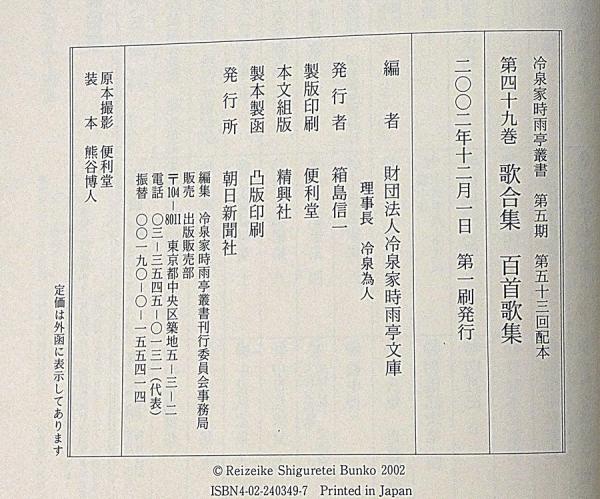 冷泉家時雨亭叢書　第五期　第五十三回配本
第四十九巻　歌合集　百首歌集
二〇〇二年十二月一日　第一刷発行
編者　財団法人冷泉家時雨亭文庫
理事長　冷泉為人
発行者　箱島信一
製版印刷　便利堂
本文組版　精興社
製本製函　凸版印刷
発行所　朝日新聞社
編集　冷泉家時雨亭叢書刊行委員会事務局
販売　出版販売部
〒104-8011　東京都中央区築地五-三-二
電話　〇三-三五四五-〇一三一（代表）
振替　〇〇一九〇-〇-一五五四一四
原本撮影　便利堂
装本　熊谷博人
定価は外函に表示してあります
© Reizeike Shiguretei Bunko 2002
ISBN4-02-240349-7 Printed in Japan